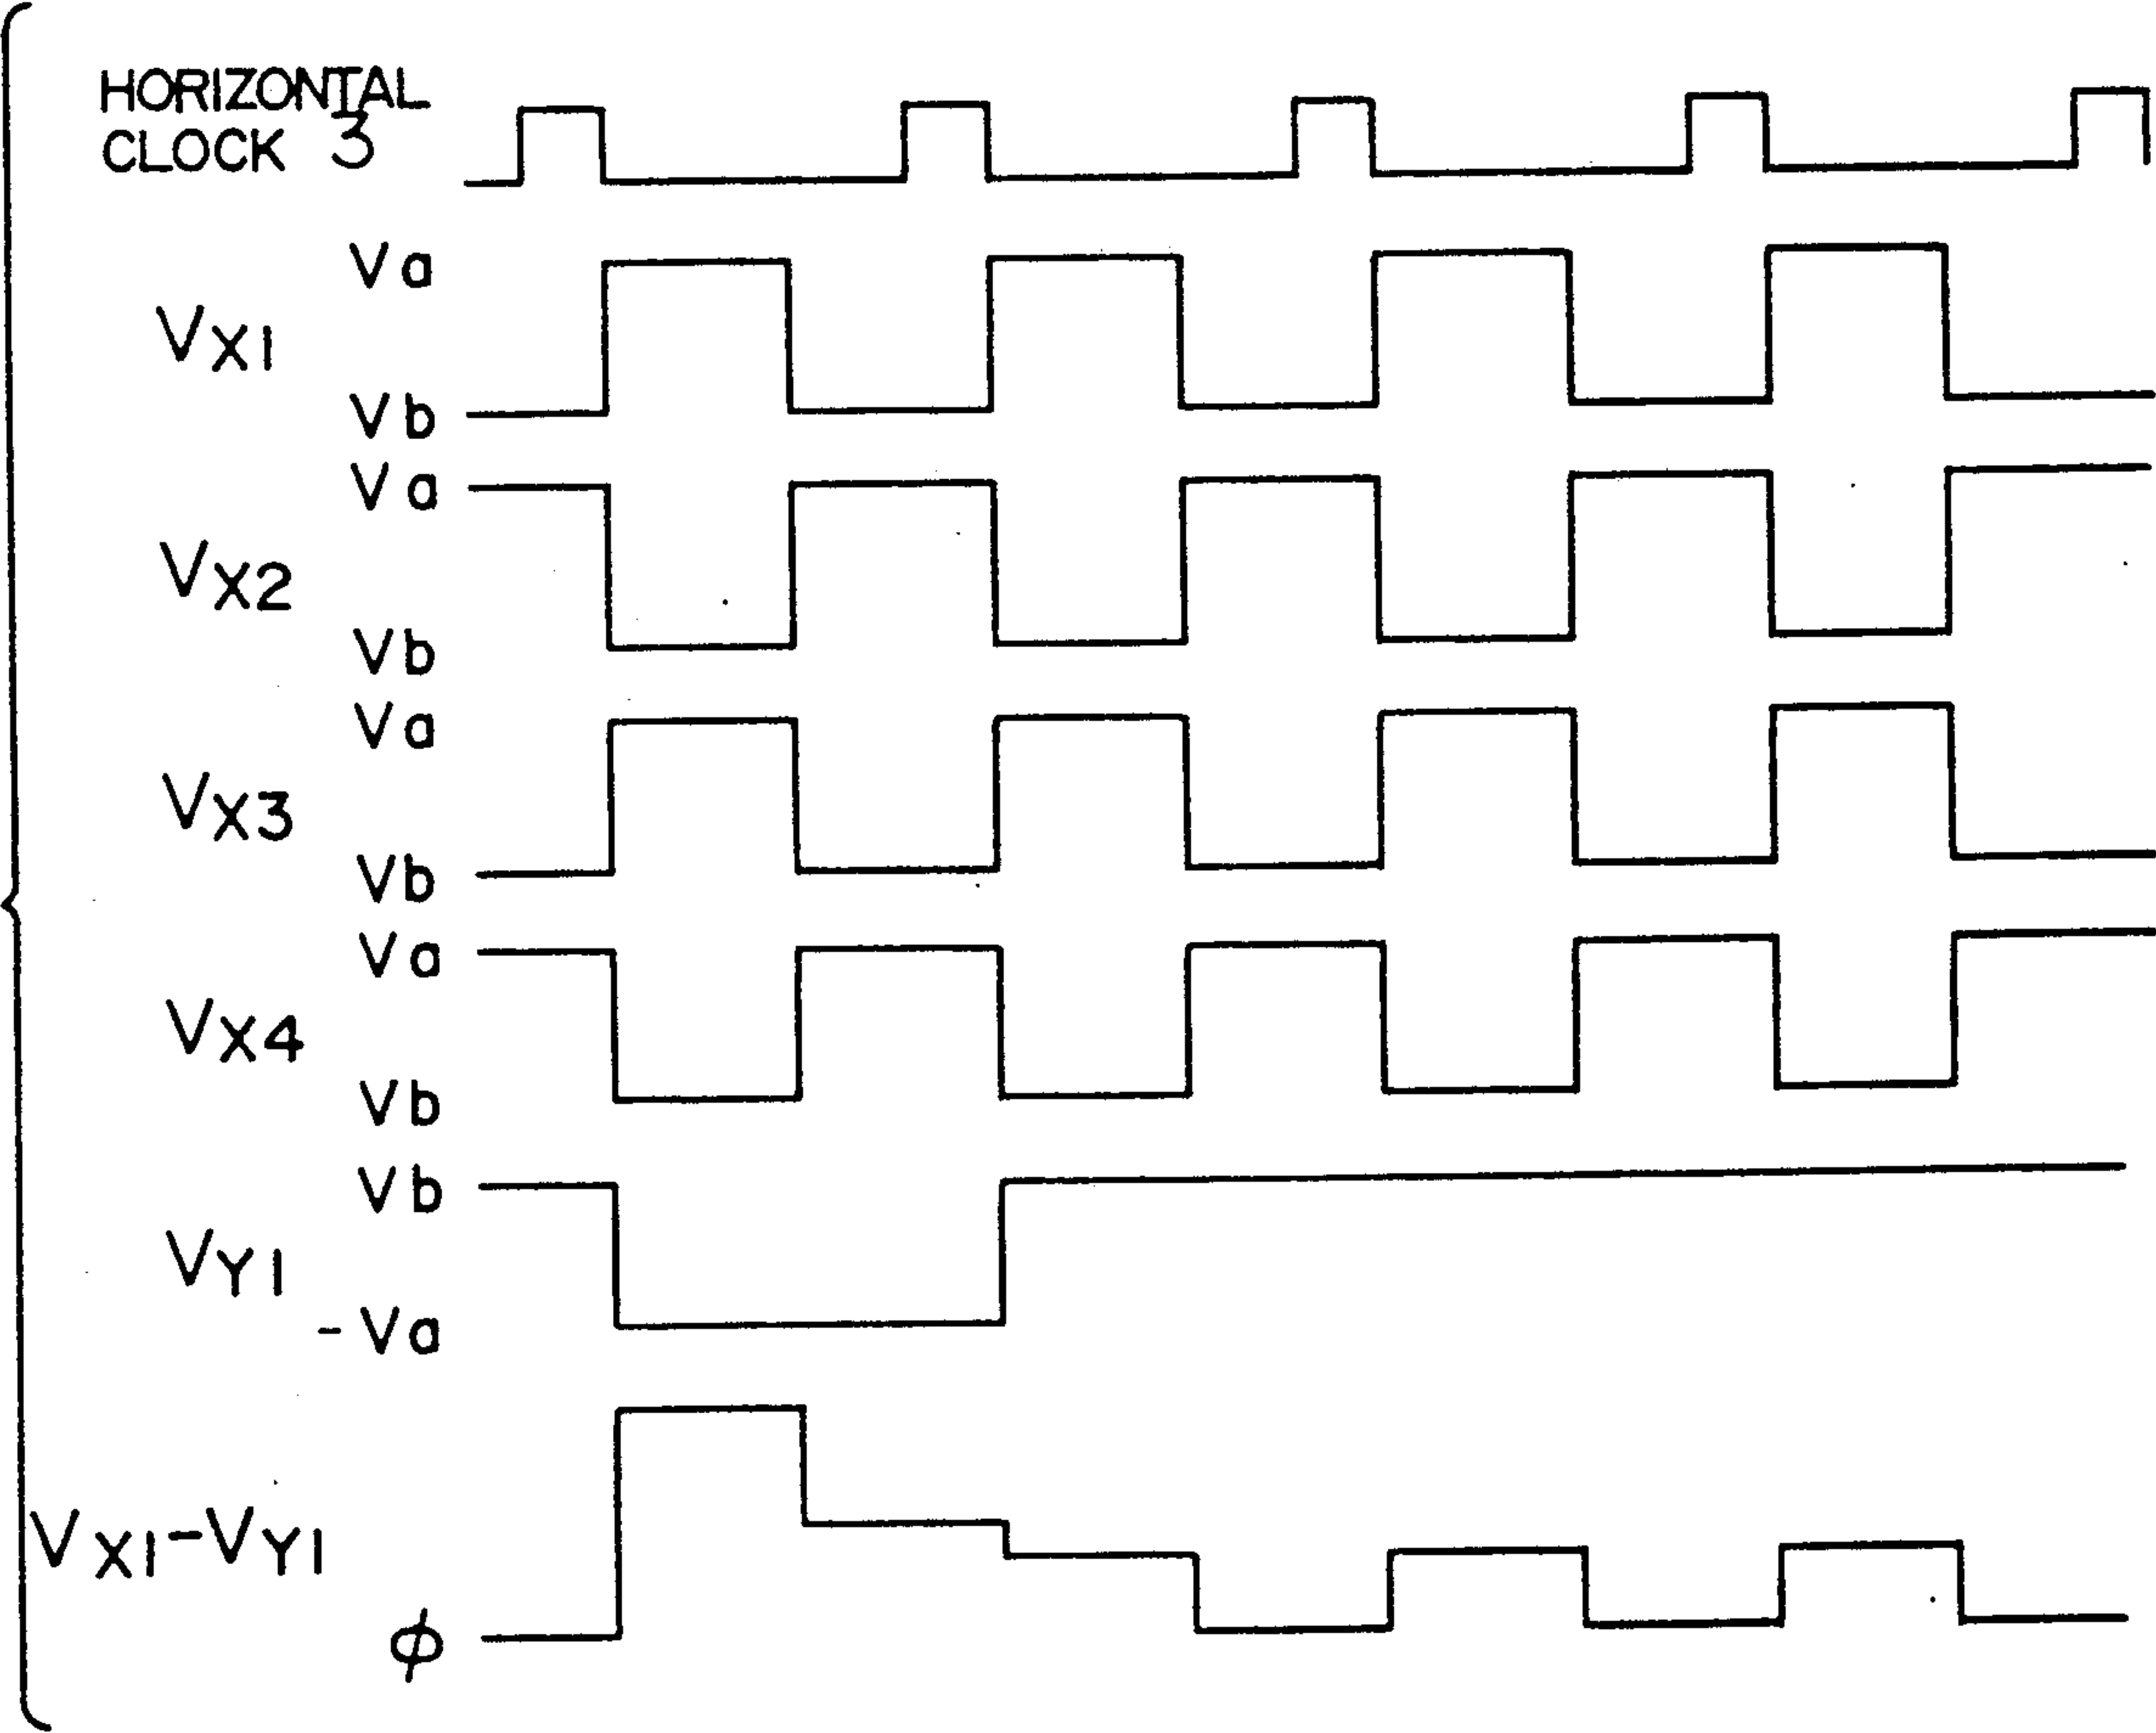 HORIZONTAL
CLOCK 3
Va
VX1
Vb
Va
VX2
Vb
Va
VX3
Vb
Va
VX4
Vb
Vb
VY1
-Va
VX1-VY1
ϕ